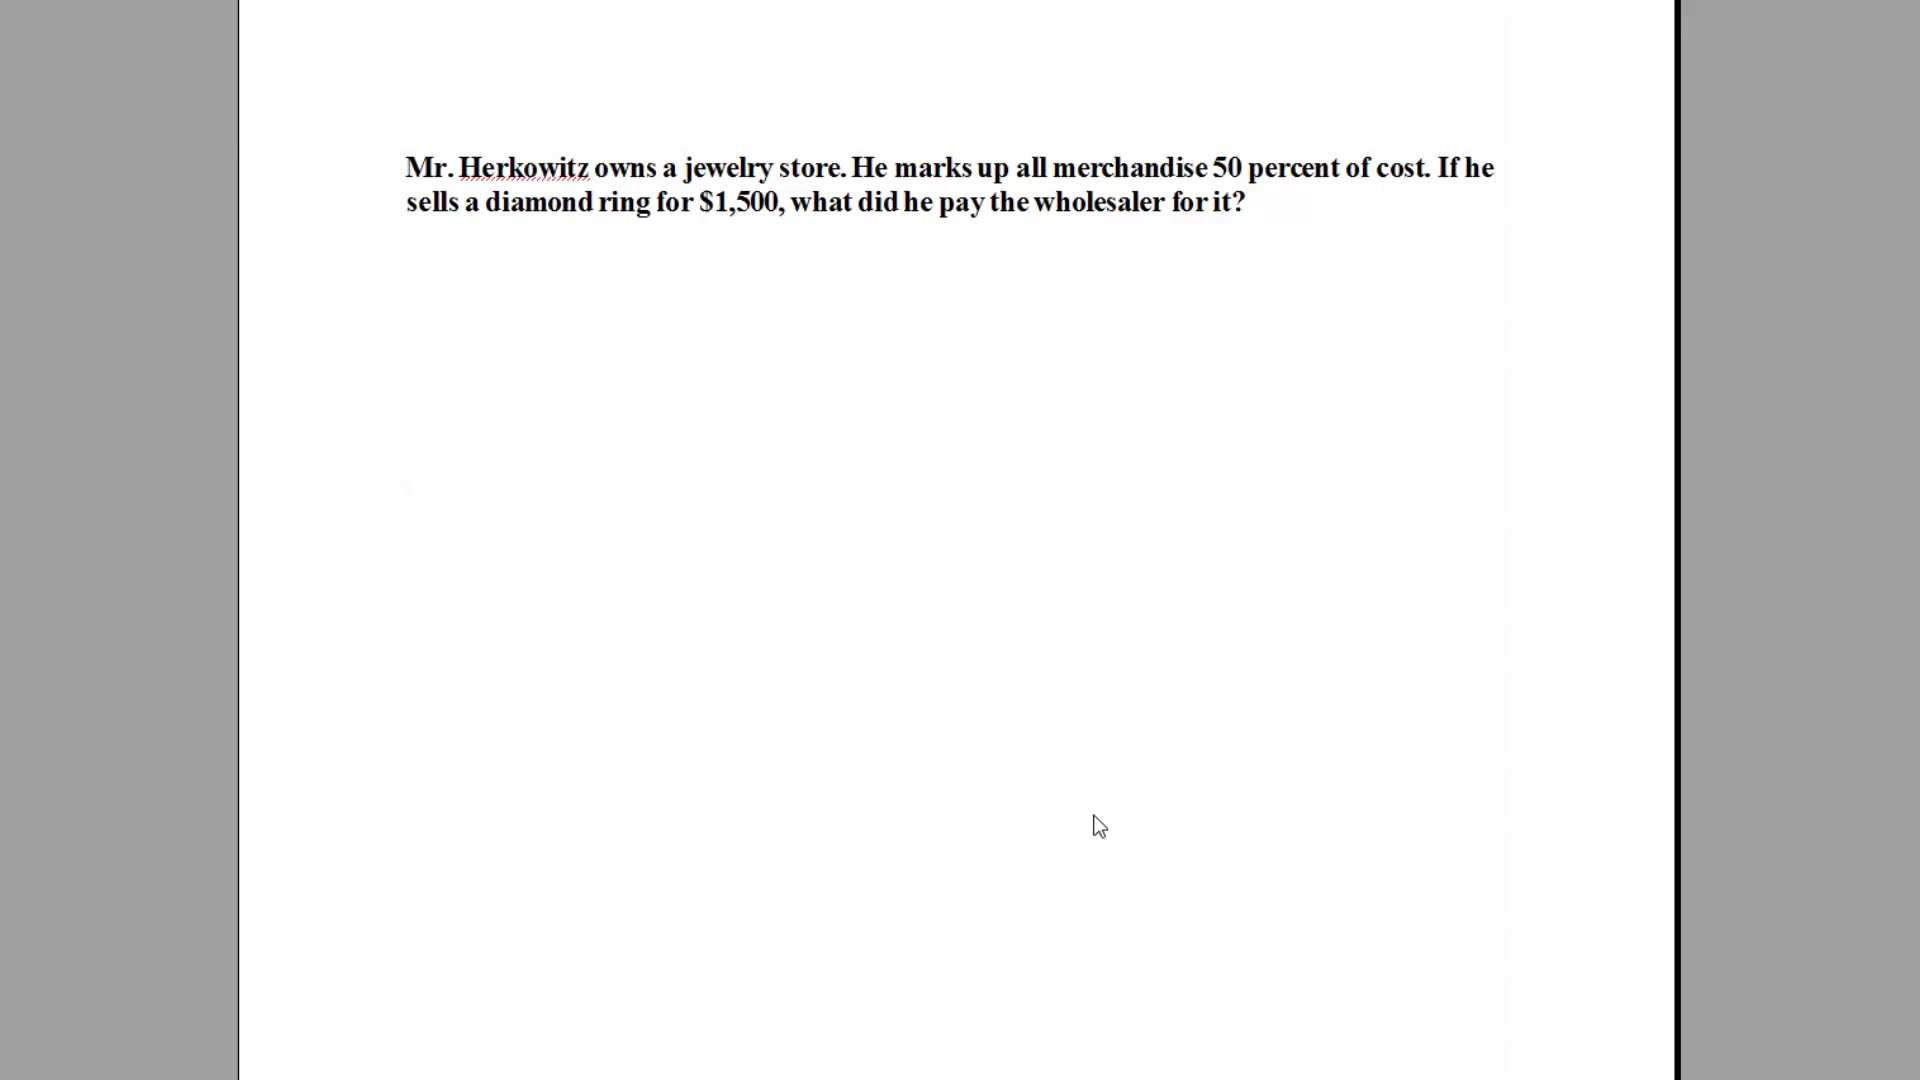 Mr. Herkowitz owns a jewelry store. He marks up all merchandise 50 percent of cost. If he
sells a diamond ring for $1,500, what did he pay the wholesaler for it?